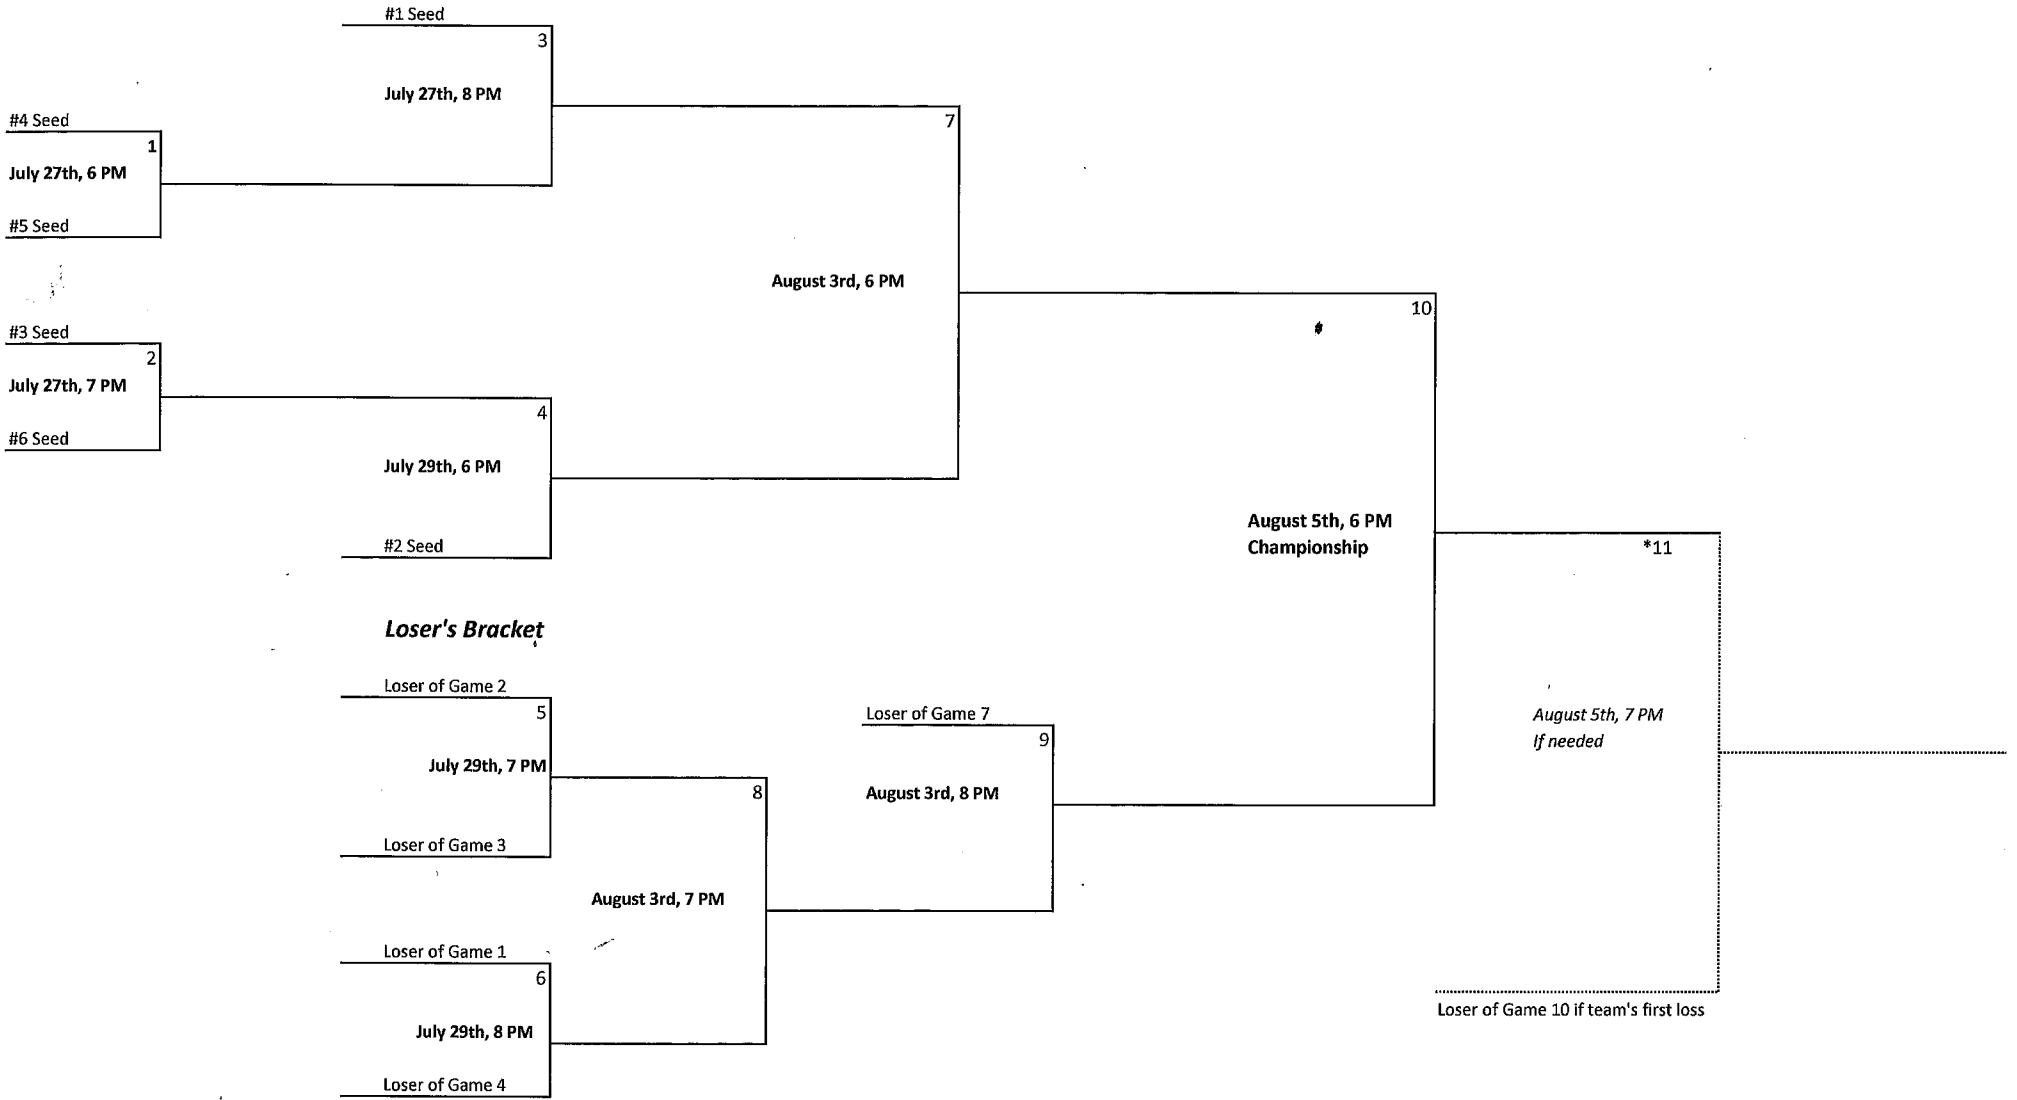 #1 Seed
3
July 27th, 8 PM
#4 Seed
1
July 27th, 6 PM
#5 Seed
7
August 3rd, 6 PM
#3 Seed
2
July 27th, 7 PM
#6 Seed
4
July 29th, 6 PM
#2 Seed
10
August 5th, 6 PM
Championship
*11
August 5th, 7 PM
If needed
Loser of Game 10 if team's first loss
Loser's Bracket
Loser of Game 2
5
July 29th, 7 PM
Loser of Game 3
8
August 3rd, 7 PM
Loser of Game 7
9
August 3rd, 8 PM
Loser of Game 1
6
July 29th, 8 PM
Loser of Game 4